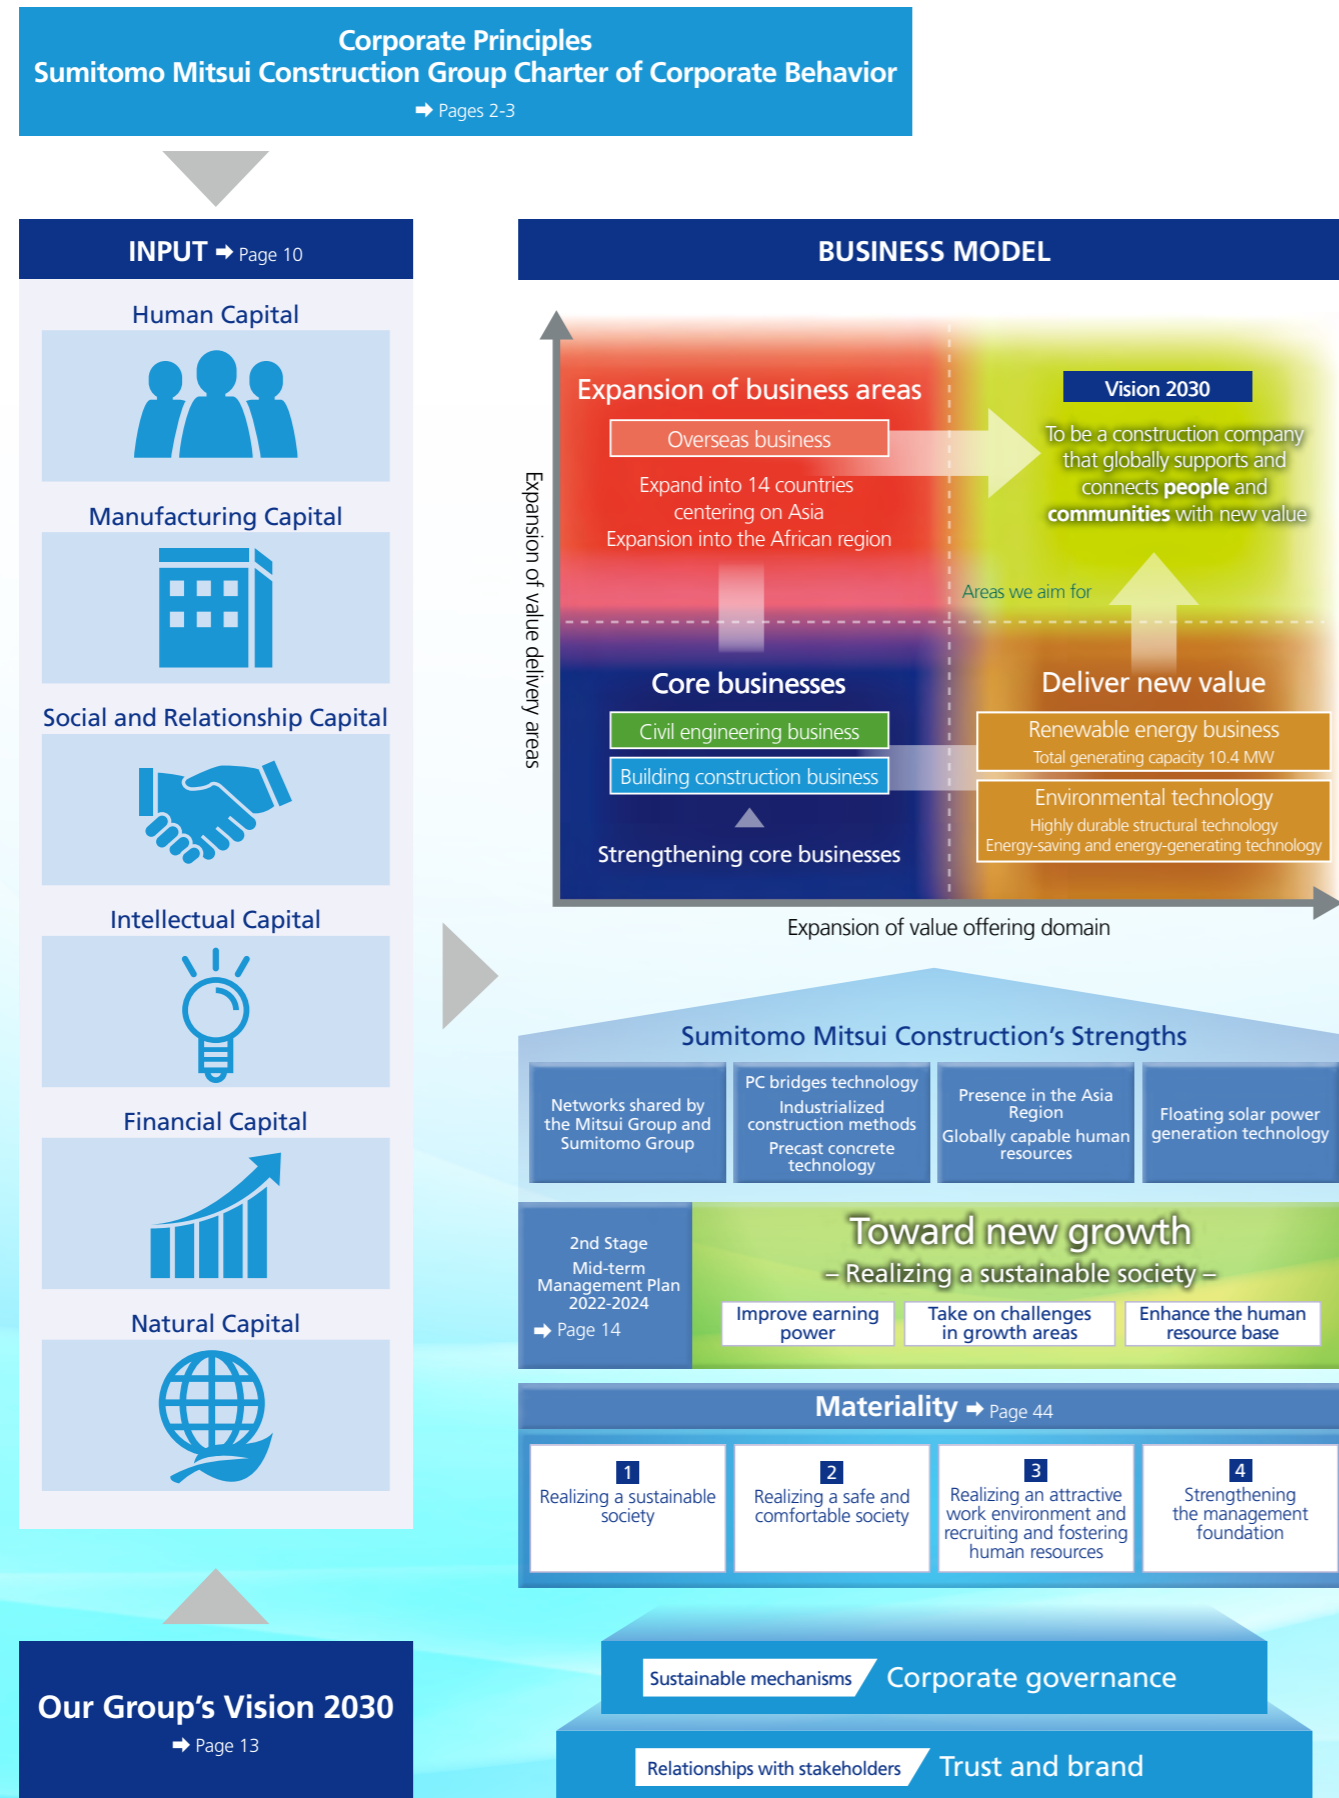 Corporate Principles
Sumitomo Mitsui Construction Group Charter of Corporate Behavior
➡ Pages 2-3
INPUT ➡ Page 10
Human Capital
Manufacturing Capital
Social and Relationship Capital
Intellectual Capital
Financial Capital
Natural Capital
Our Group's Vision 2030
➡ Page 13
BUSINESS MODEL
Expansion of value delivery areas
Expansion of business areas
Overseas business
Expand into 14 countries
centering on Asia
Expansion into the African region
Vision 2030
To be a construction company
that globally supports and
connects people and
communities with new value
Areas we aim for
Core businesses
Civil engineering business
Building construction business
Strengthening core businesses
Deliver new value
Renewable energy business
Total generating capacity 10.4 MW
Environmental technology
Highly durable structural technology
Energy-saving and energy-generating technology
Expansion of value offering domain
Sumitomo Mitsui Construction's Strengths
Networks shared by
the Mitsui Group and
Sumitomo Group
PC bridges technology
Industrialized
construction methods
Precast concrete
technology
Presence in the Asia
Region
Globally capable human
resources
Floating solar power
generation technology
2nd Stage
Mid-term
Management Plan
2022-2024
➡ Page 14
Toward new growth
– Realizing a sustainable society –
Improve earning
power
Take on challenges
in growth areas
Enhance the human
resource base
Materiality ➡ Page 44
1
Realizing a sustainable
society
2
Realizing a safe and
comfortable society
3
Realizing an attractive
work environment and
recruiting and fostering
human resources
4
Strengthening
the management
foundation
Sustainable mechanisms Corporate governance
Relationships with stakeholders Trust and brand